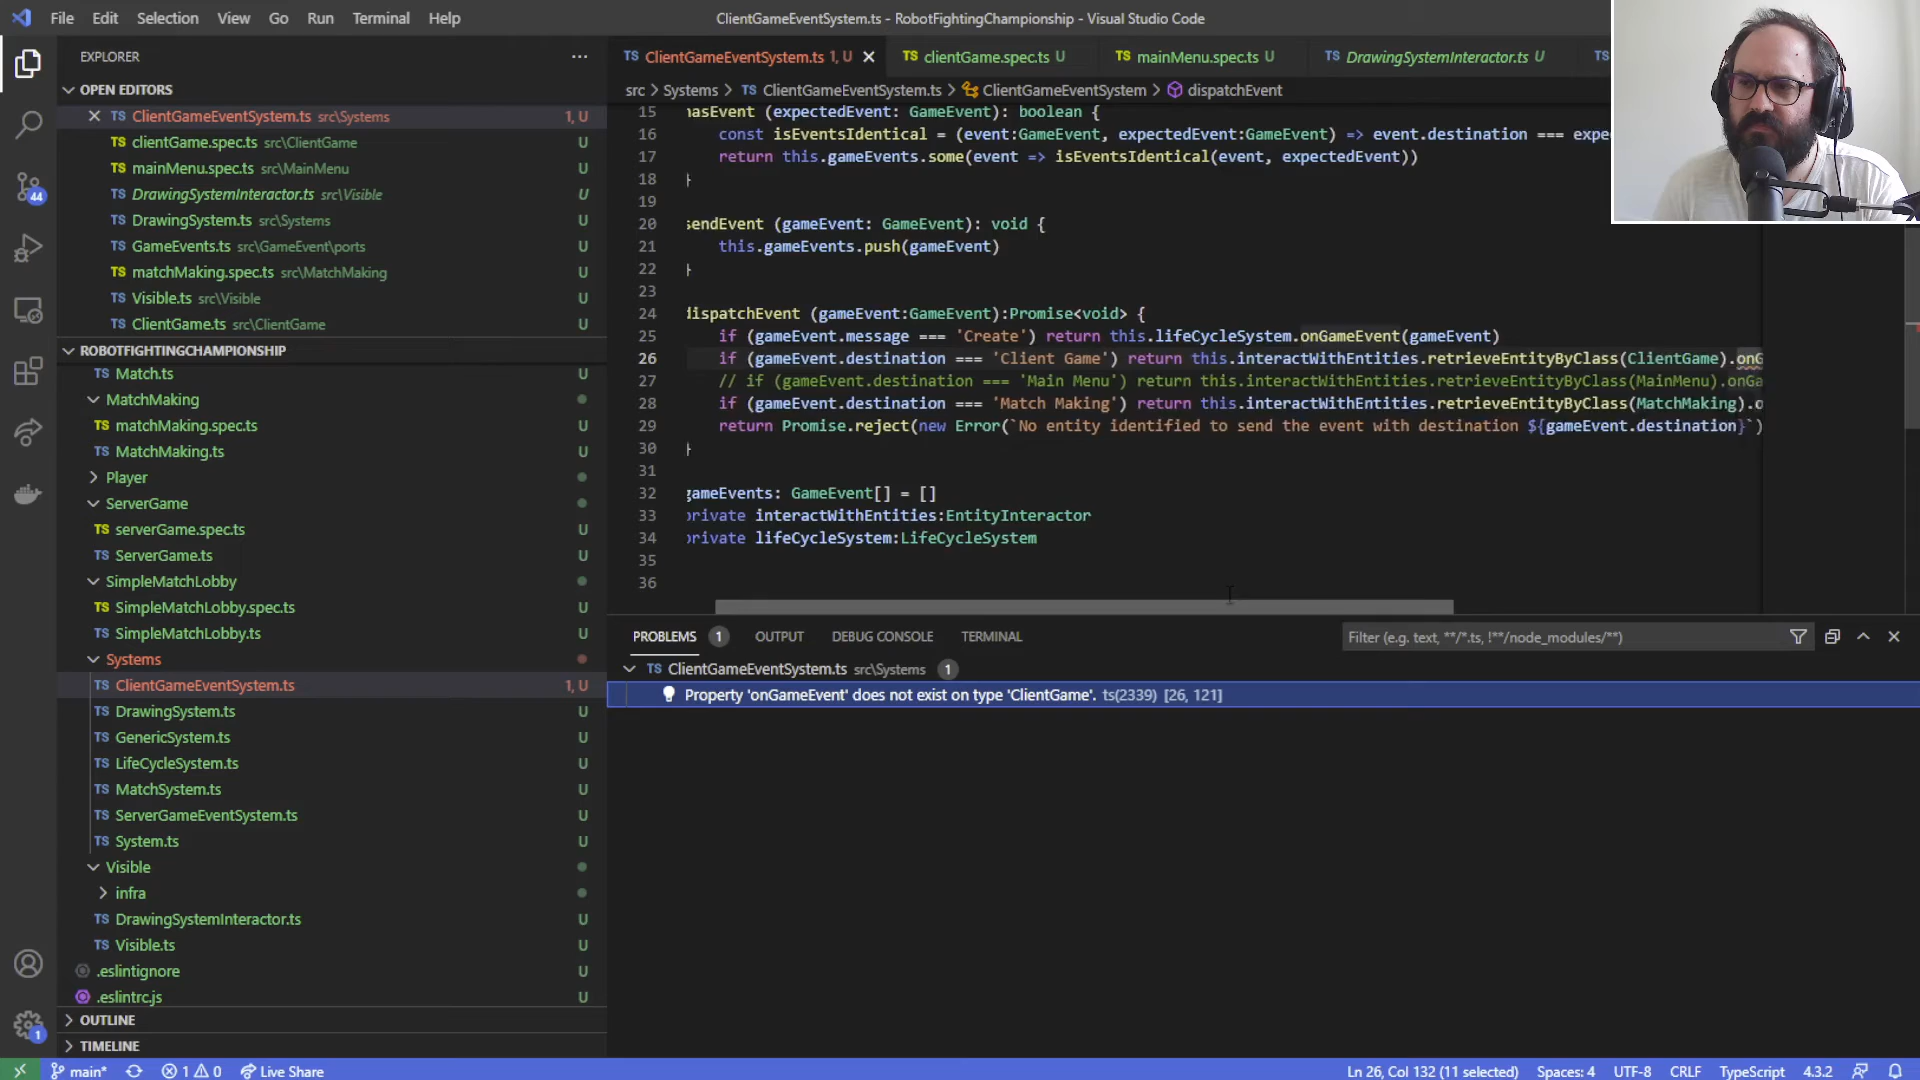 File Edit Selection View Go Run Terminal Help
ClientGameEventSystem.ts - RobotFightingChampionship - Visual Studio Code
EXPLORER
OPEN EDITORS
ClientGameEventSystem.ts src\Systems 1, U
clientGame.spec.ts src\ClientGame U
mainMenu.spec.ts src\MainMenu U
DrawingSystemInteractor.ts src\Visible U
DrawingSystem.ts src\Systems U
GameEvents.ts src\GameEvent\ports U
matchMaking.spec.ts src\MatchMaking U
Visible.ts src\Visible U
ClientGame.ts src\ClientGame U
ROBOTFIGHTINGCHAMPIONSHIP
Match.ts U
MatchMaking
matchMaking.spec.ts U
MatchMaking.ts U
Player
ServerGame
serverGame.spec.ts U
ServerGame.ts U
SimpleMatchLobby
SimpleMatchLobby.spec.ts U
SimpleMatchLobby.ts U
Systems
ClientGameEventSystem.ts 1, U
DrawingSystem.ts U
GenericSystem.ts U
LifeCycleSystem.ts U
MatchSystem.ts U
ServerGameEventSystem.ts U
System.ts U
Visible
infra
DrawingSystemInteractor.ts U
Visible.ts U
.eslintignore U
.eslintrc.js U
OUTLINE
TIMELINE
44
1
TS ClientGameEventSystem.ts 1, U TS clientGame.spec.ts U TS mainMenu.spec.ts U TS DrawingSystemInteractor.ts U TS
src > Systems > TS ClientGameEventSystem.ts > ClientGameEventSystem > dispatchEvent
15 hasEvent (expectedEvent: GameEvent): boolean {
16 const isEventsIdentical = (event:GameEvent, expectedEvent:GameEvent) => event.destination === expe
17 return this.gameEvents.some(event => isEventsIdentical(event, expectedEvent))
18 }
19
20 sendEvent (gameEvent: GameEvent): void {
21 this.gameEvents.push(gameEvent)
22 }
23
24 dispatchEvent (gameEvent:GameEvent):Promise<void> {
25 if (gameEvent.message === 'Create') return this.lifeCycleSystem.onGameEvent(gameEvent)
26 if (gameEvent.destination === 'Client Game') return this.interactWithEntities.retrieveEntityByClass(ClientGame).onG
27 // if (gameEvent.destination === 'Main Menu') return this.interactWithEntities.retrieveEntityByClass(MainMenu).onGa
28 if (gameEvent.destination === 'Match Making') return this.interactWithEntities.retrieveEntityByClass(MatchMaking).o
29 return Promise.reject(new Error(`No entity identified to send the event with destination ${gameEvent.destination}`)
30 }
31
32 gameEvents: GameEvent[] = []
33 private interactWithEntities:EntityInteractor
34 private lifeCycleSystem:LifeCycleSystem
35
36
PROBLEMS 1 OUTPUT DEBUG CONSOLE TERMINAL
Filter (e.g. text, **/*.ts, !**/node_modules/**)
TS ClientGameEventSystem.ts src\Systems 1
Property 'onGameEvent' does not exist on type 'ClientGame'. ts(2339) [26, 121]
main* 1 0 Live Share
Ln 26, Col 132 (11 selected) Spaces: 4 UTF-8 CRLF TypeScript 4.3.2